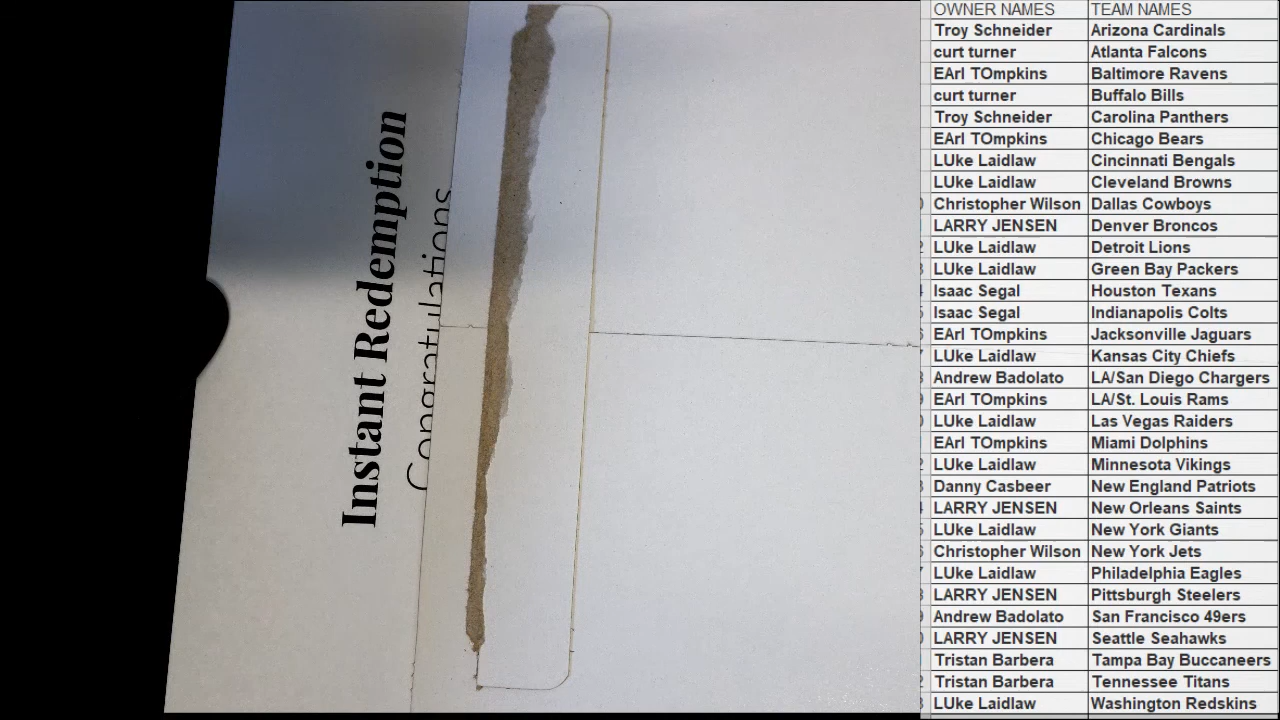 Instant Redemption
Congratulations
OWNER NAMES TEAM NAMES
Troy Schneider Arizona Cardinals
curt turner Atlanta Falcons
EArl TOmpkins Baltimore Ravens
curt turner Buffalo Bills
Troy Schneider Carolina Panthers
EArl TOmpkins Chicago Bears
LUke Laidlaw Cincinnati Bengals
LUke Laidlaw Cleveland Browns
Christopher Wilson Dallas Cowboys
LARRY JENSEN Denver Broncos
LUke Laidlaw Detroit Lions
LUke Laidlaw Green Bay Packers
Isaac Segal Houston Texans
Isaac Segal Indianapolis Colts
EArl TOmpkins Jacksonville Jaguars
LUke Laidlaw Kansas City Chiefs
Andrew Badolato LA/San Diego Chargers
EArl TOmpkins LA/St. Louis Rams
LUke Laidlaw Las Vegas Raiders
EArl TOmpkins Miami Dolphins
LUke Laidlaw Minnesota Vikings
Danny Casbeer New England Patriots
LARRY JENSEN New Orleans Saints
LUke Laidlaw New York Giants
Christopher Wilson New York Jets
LUke Laidlaw Philadelphia Eagles
LARRY JENSEN Pittsburgh Steelers
Andrew Badolato San Francisco 49ers
LARRY JENSEN Seattle Seahawks
Tristan Barbera Tampa Bay Buccaneers
Tristan Barbera Tennessee Titans
LUke Laidlaw Washington Redskins